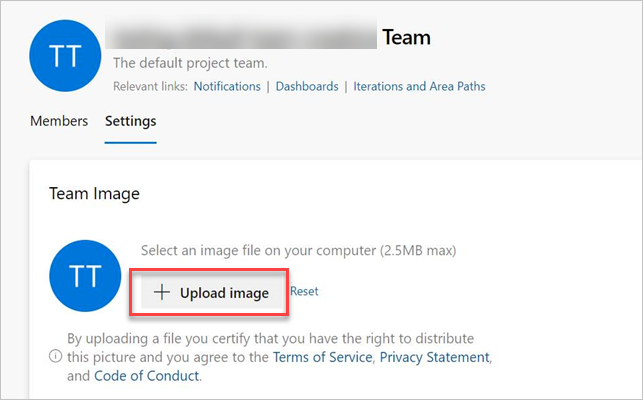 TT
Team
The default project team.
Relevant links: Notifications | Dashboards | Iterations and Area Paths
Members Settings
Team Image
TT
Select an image file on your computer (2.5MB max)
+ Upload image Reset
By uploading a file you certify that you have the right to distribute
this picture and you agree to the Terms of Service, Privacy Statement,
and Code of Conduct.